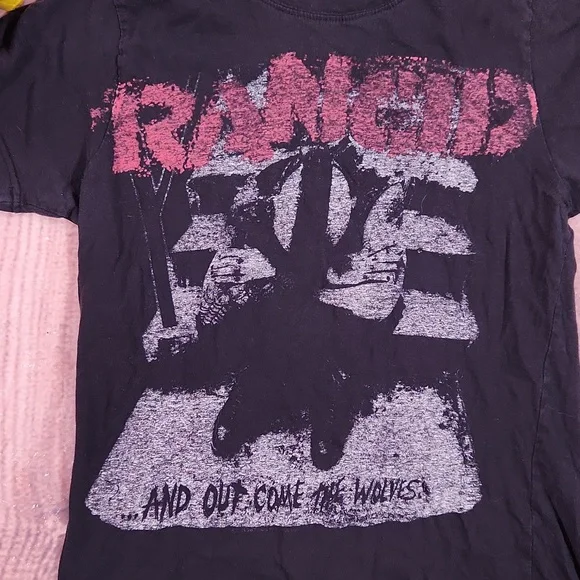 RANCID
...AND OUT COME THE WOLVES